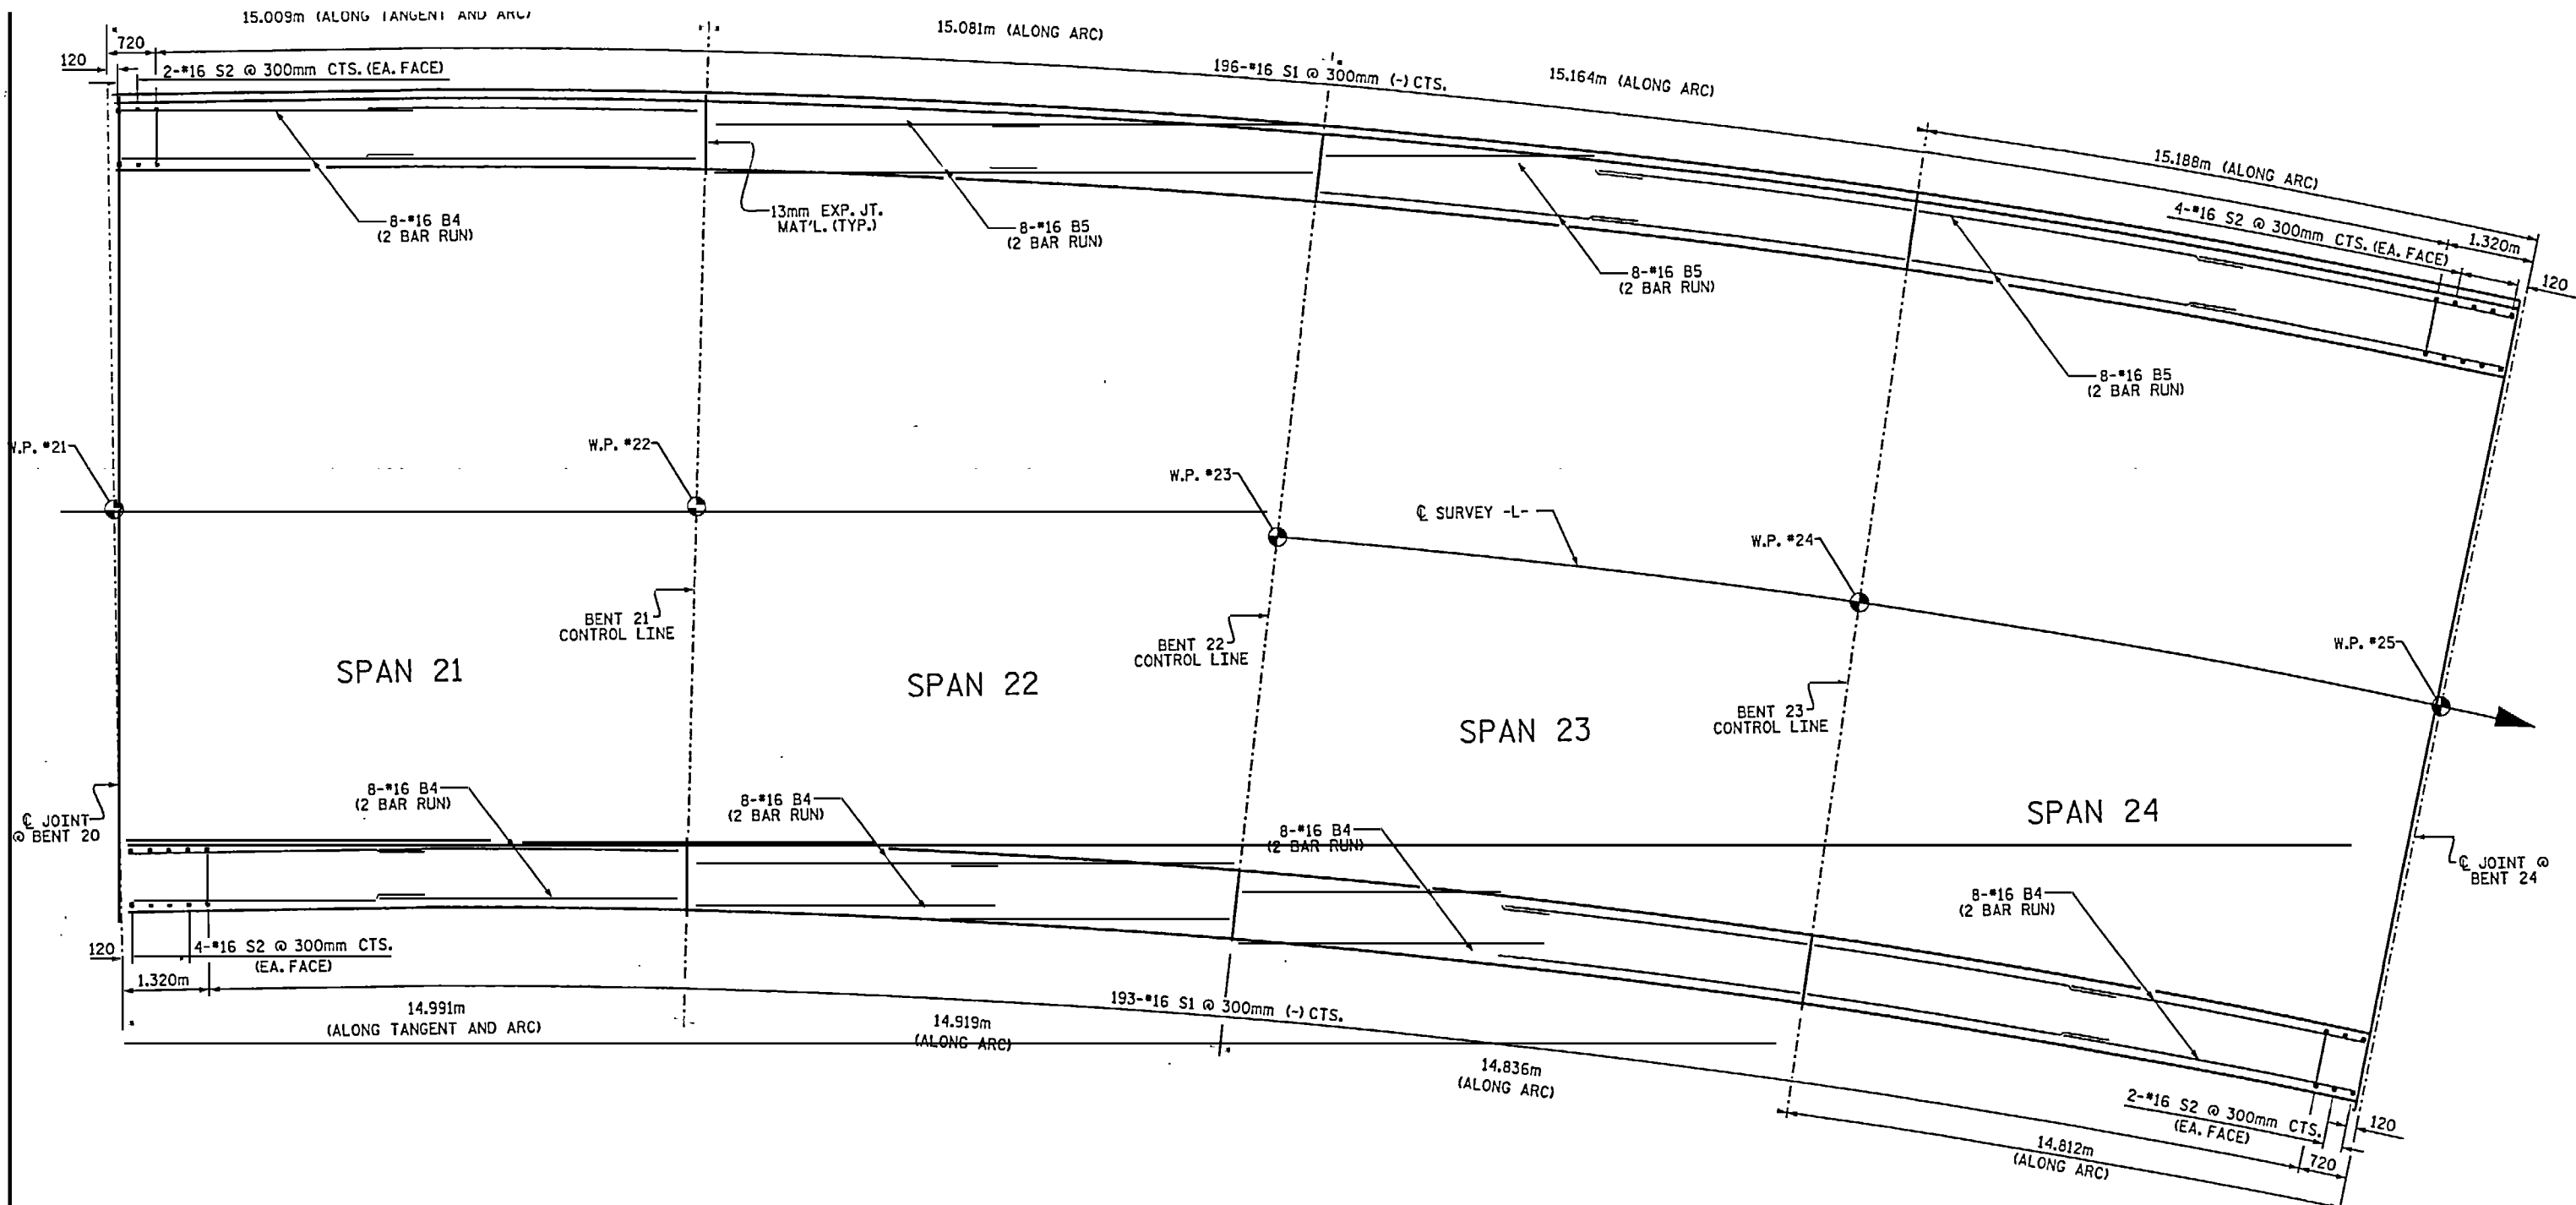 15.009m (ALONG TANGENT AND ARC)
15.081m (ALONG ARC)
720
120
2-#16 S2 @ 300mm CTS. (EA. FACE)
196-#16 S1 @ 300mm (-) CTS.
15.164m (ALONG ARC)
15.188m (ALONG ARC)
4-#16 S2 @ 300mm CTS. (EA. FACE)
1.320m
120
8-#16 B4
(2 BAR RUN)
13mm EXP. JT.
MAT'L. (TYP.)
8-#16 B5
(2 BAR RUN)
8-#16 B5
(2 BAR RUN)
8-#16 B5
(2 BAR RUN)
W.P. #21
W.P. #22
W.P. #23
℄ SURVEY -L-
W.P. #24
W.P. #25
BENT 21
CONTROL LINE
BENT 22
CONTROL LINE
BENT 23
CONTROL LINE
SPAN 21
SPAN 22
SPAN 23
SPAN 24
℄ JOINT
@ BENT 20
8-#16 B4
(2 BAR RUN)
8-#16 B4
(2 BAR RUN)
8-#16 B4
(2 BAR RUN)
8-#16 B4
(2 BAR RUN)
℄ JOINT @
BENT 24
120
4-#16 S2 @ 300mm CTS.
(EA. FACE)
1.320m
14.991m
(ALONG TANGENT AND ARC)
14.919m
(ALONG ARC)
193-#16 S1 @ 300mm (-) CTS.
14.836m
(ALONG ARC)
2-#16 S2 @ 300mm CTS.
(EA. FACE)
120
720
14.812m
(ALONG ARC)